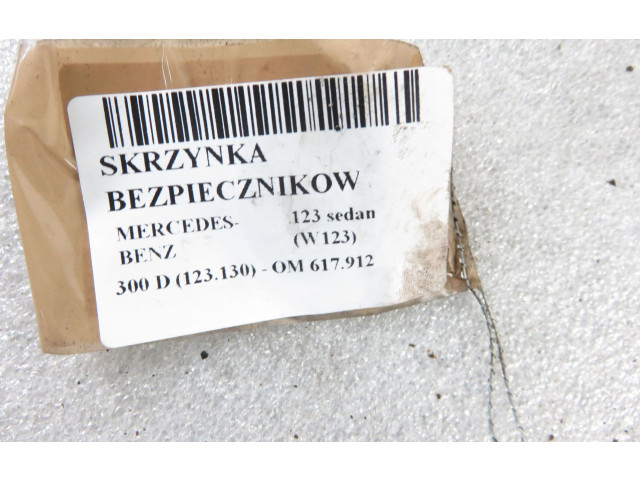 SKRZYNKA
BEZPIECZNIKOW
MERCEDES-BENZ 123 sedan (W123)
300 D (123.130) - OM 617.912